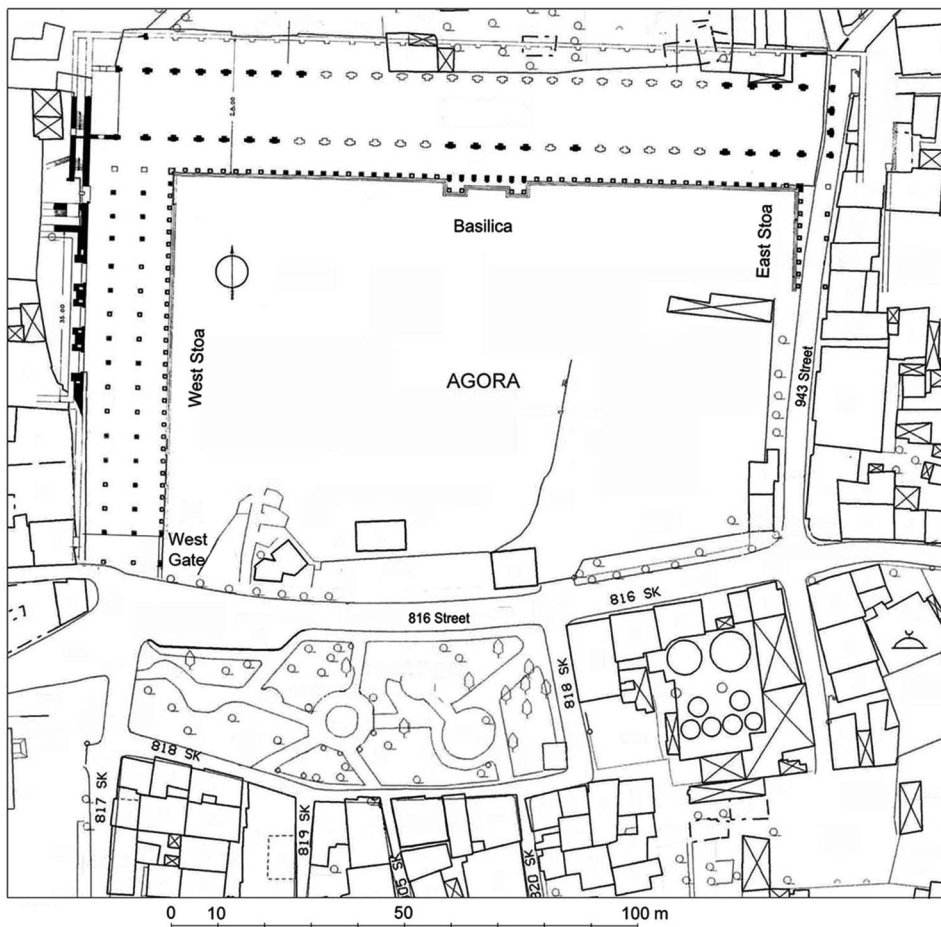 26.00
Basilica
East Stoa
35.00
West Stoa
AGORA
943 Street
West
Gate
816 SK
816 Street
818 SK
818 SK
817 SK
819 SK
820 SK
0 10 50 100 m